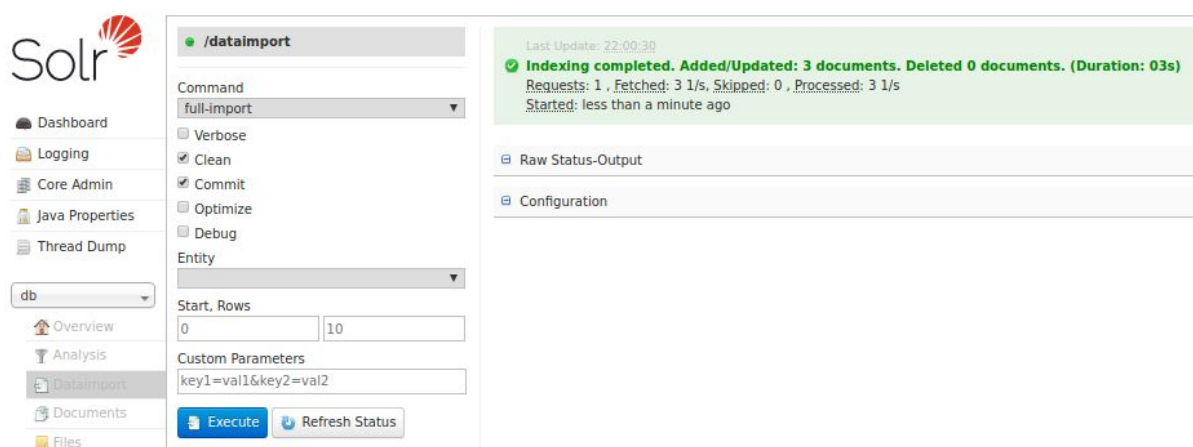 Solr
Dashboard
Logging
Core Admin
Java Properties
Thread Dump
db
Overview
Analysis
Dataimport
Documents
Files
/dataimport
Command
full-import
Verbose
Clean
Commit
Optimize
Debug
Entity
Start, Rows
0 10
Custom Parameters
key1=val1&key2=val2
Execute Refresh Status
Last Update: 22:00:30
Indexing completed. Added/Updated: 3 documents. Deleted 0 documents. (Duration: 03s)
Requests: 1 , Fetched: 3 1/s, Skipped: 0 , Processed: 3 1/s
Started: less than a minute ago
Raw Status-Output
Configuration